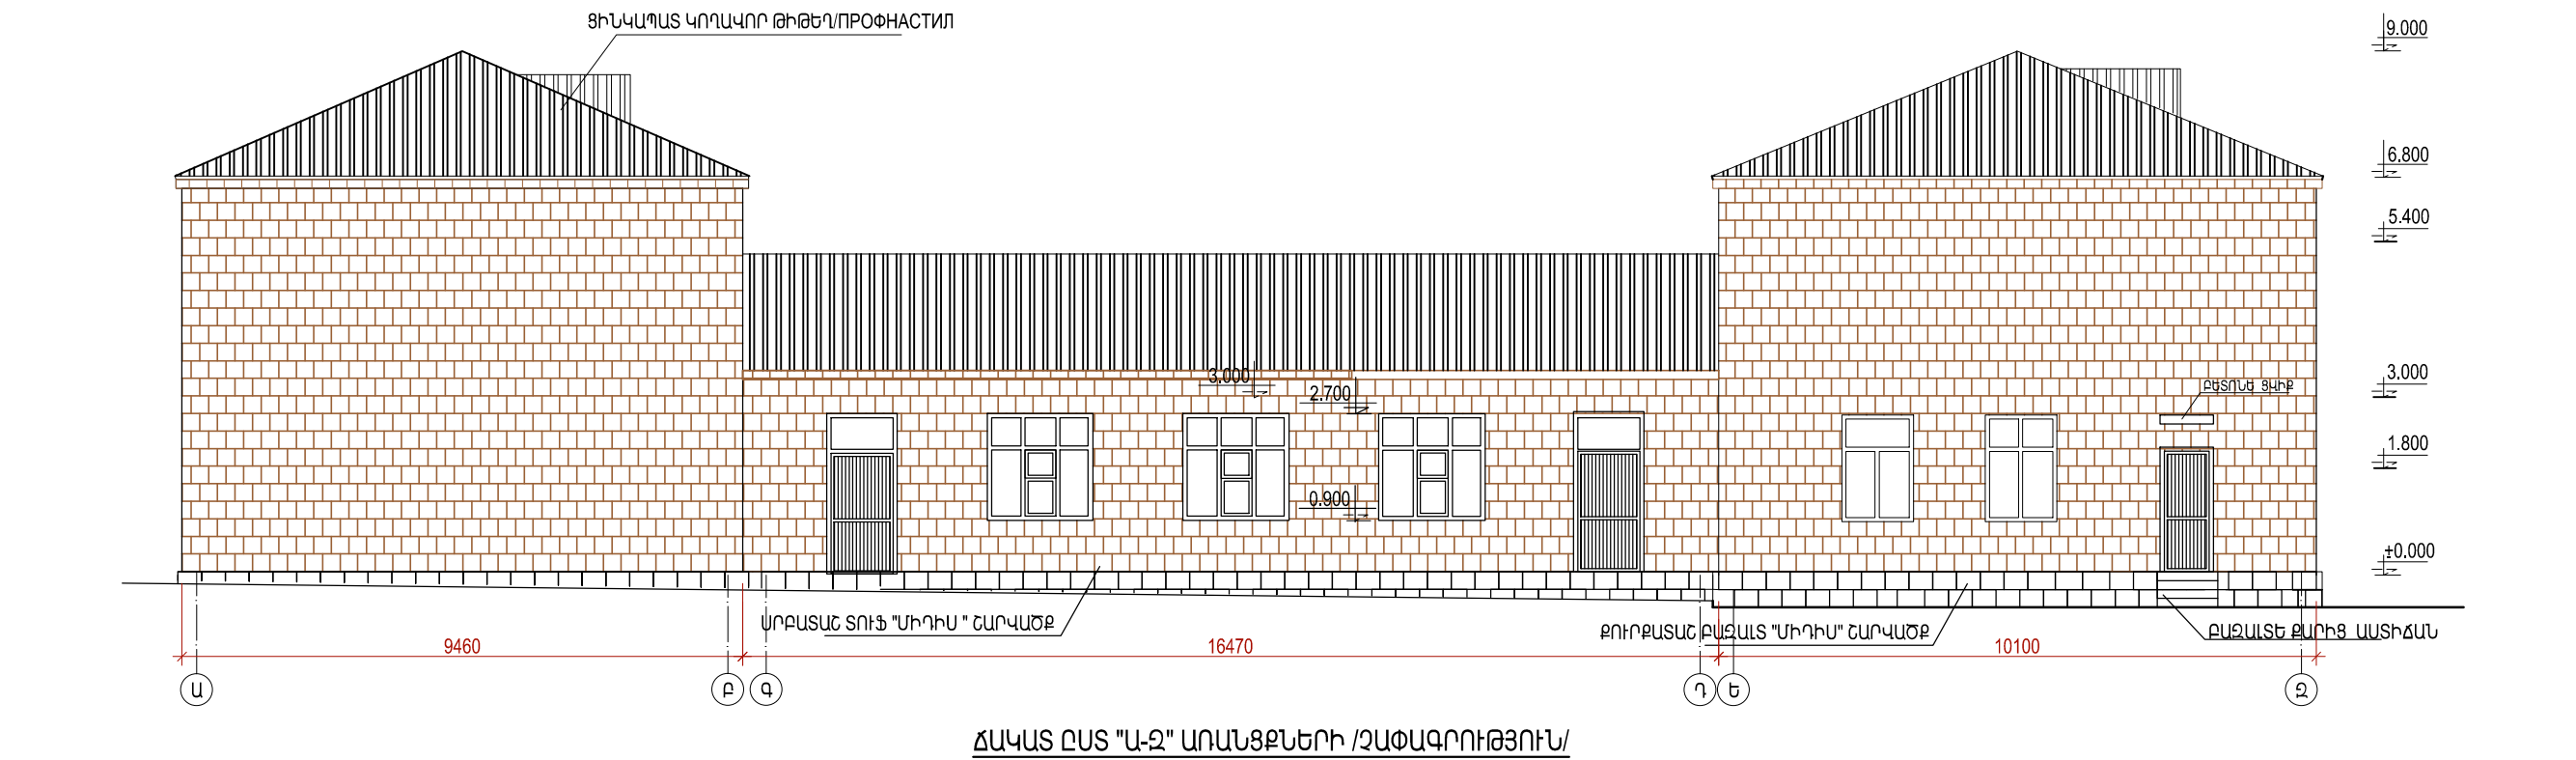 ՑԻՆԿԱՊԱՏ ԿՈՂԱՎՈՐ ԹԻԹԵՂ/ПРОФНАСТИЛ
9.000
6.800
5.400
3.000
2.700
3,000
ԲԵՏՈՆԵ ՑՎԻՔ
1.800
0.900
±0.000
ՍՐԲԱՏԱՇ ՏՈՒՖ "ՄԻԴԻՍ " ՇԱՐՎԱԾՔ
ՔՈՒՐՔԱՏԱՇ ԲԱԶԱԼՏ "ՄԻԴԻՍ" ՇԱՐՎԱԾՔ
ԲԱԶԱԼՏԵ ՔԱՐԻՑ ԱՍՏԻՃԱՆ
9460
16470
10100
Ա
Բ
Գ
Դ
Ե
Զ
ՃԱԿԱՏ ԸՍՏ "Ա-Զ" ԱՌԱՆՑՔՆԵՐԻ /ՉԱՓԱԳՐՈՒԹՅՈՒՆ/